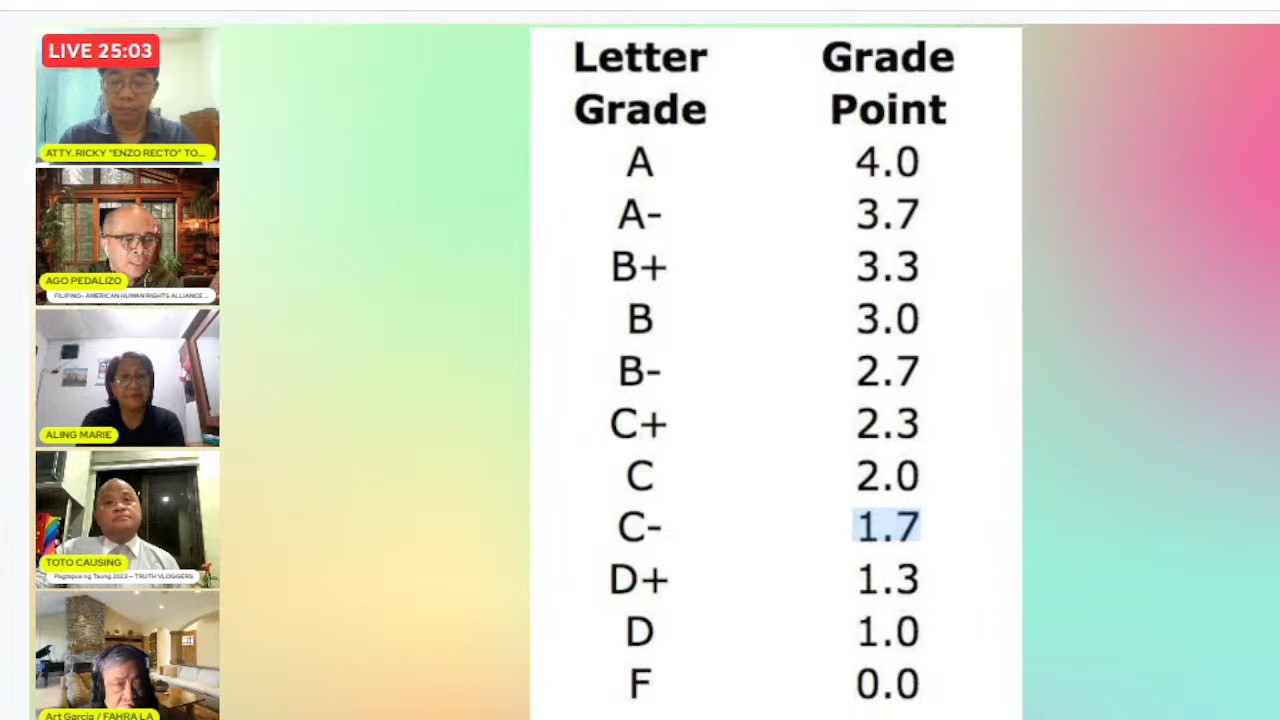 LIVE 25:03
ATTY. RICKY "ENZO RECTO" TO...
AGO PEDALIZO
FILIPINO- AMERICAN HUMAN RIGHTS ALLIANCE ...
ALING MARIE
TOTO CAUSING
Pagtatapos ng Taong 2023 – TRUTH VLOGGERS
Art Garcia / FAHRA LA
Letter Grade
Grade Point
A 4.0
A- 3.7
B+ 3.3
B 3.0
B- 2.7
C+ 2.3
C 2.0
C- 1.7
D+ 1.3
D 1.0
F 0.0